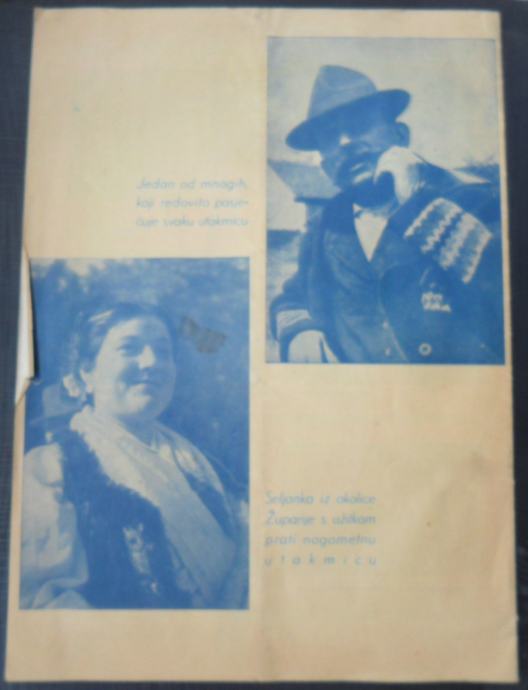 Jedan od mnogih,
koji redovito posje-
ćuje svaku utakmicu
Seljanka iz okolice
Županje s užitkom
prati nogometnu
utakmicu